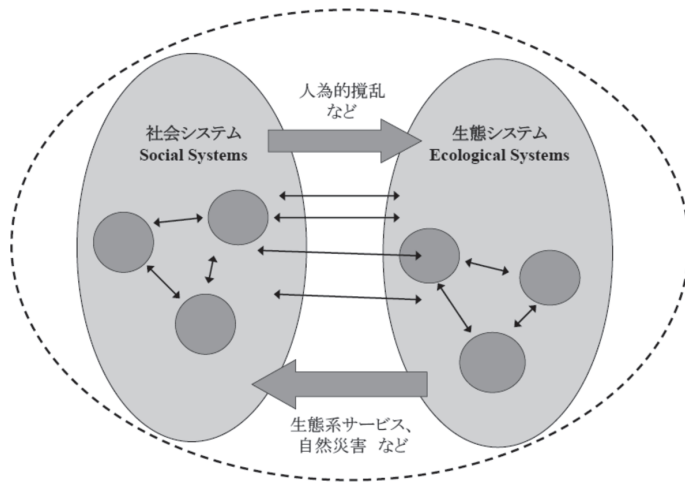 人為的撹乱
など
社会システム
Social Systems
生態システム
Ecological Systems
生態系サービス、
自然災害 など